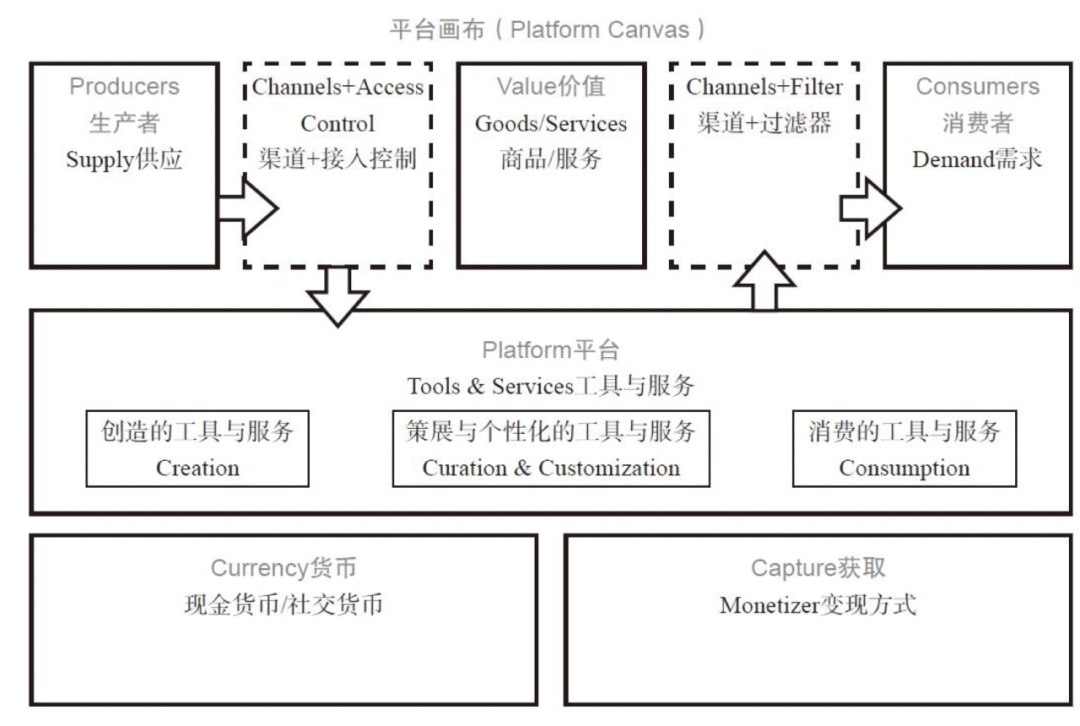 平台画布（Platform Canvas）
Producers
生产者
Supply供应
Channels+Access
Control
渠道+接入控制
Value价值
Goods/Services
商品/服务
Channels+Filter
渠道+过滤器
Consumers
消费者
Demand需求
Platform平台
Tools & Services工具与服务
创造的工具与服务
Creation
策展与个性化的工具与服务
Curation & Customization
消费的工具与服务
Consumption
Currency货币
现金货币/社交货币
Capture获取
Monetizer变现方式